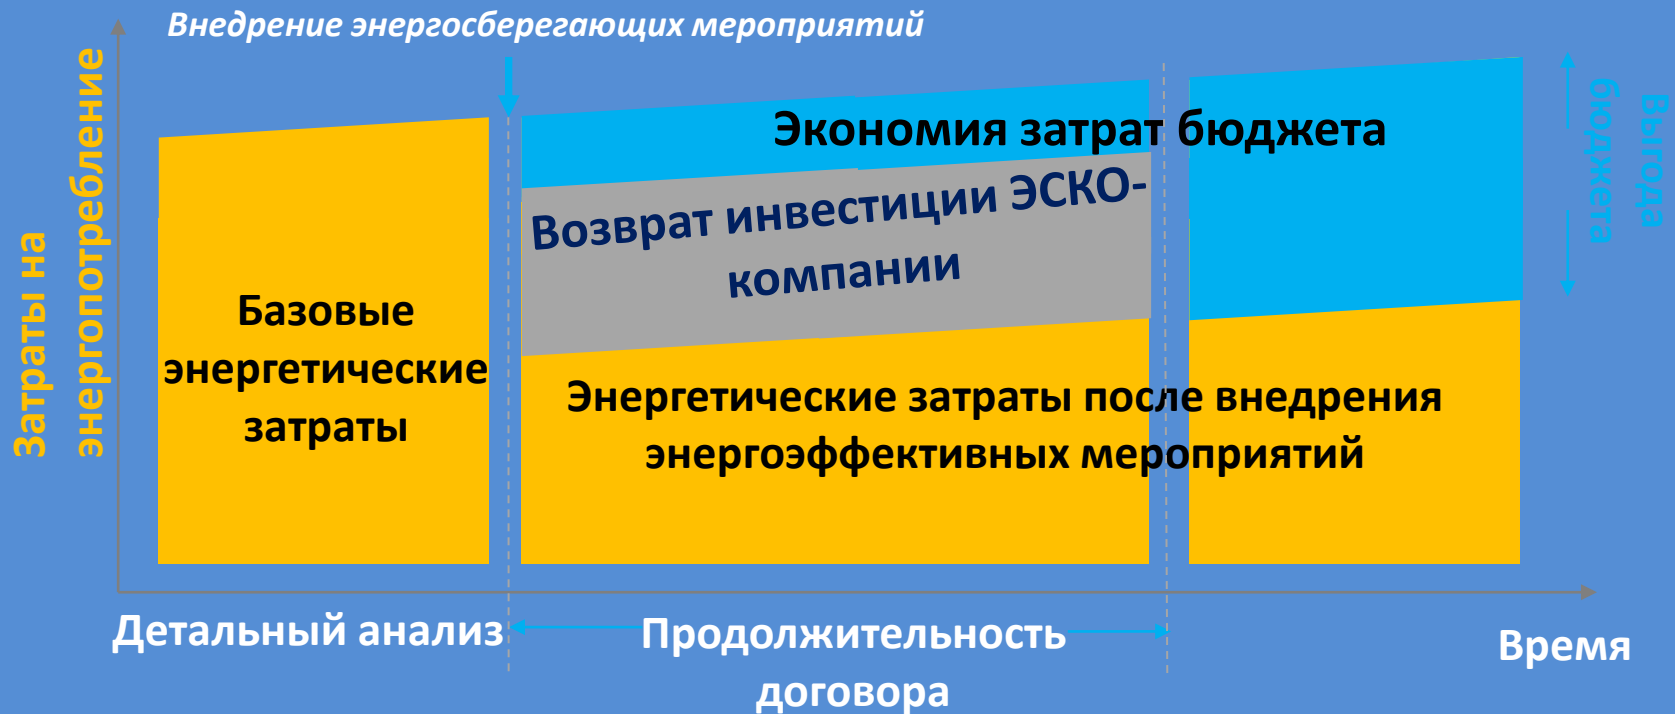 Внедрение энергосберегающих мероприятий
Затраты на
энергопотребление
Экономия затрат бюджета
Выгода
бюджета
Возврат инвестиции ЭСКО-
компании
Базовые
энергетические
затраты
Энергетические затраты после внедрения
энергоэффективных мероприятий
Детальный анализ
Продолжительность
договора
Время